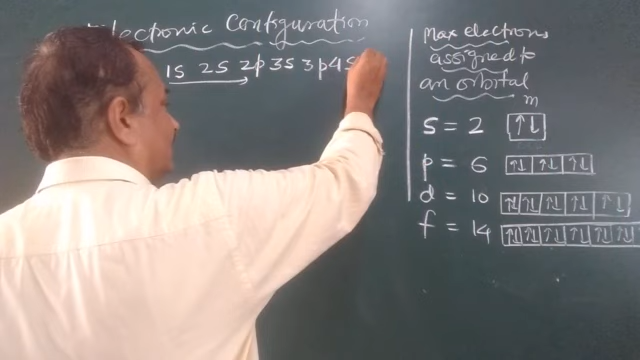 Electronic Configuration
1S 2S 2p 3S 3p 4S
Max electrons
assigned to
an orbital
m
S = 2 ↑↓
p = 6 ↑↓ ↑↓ ↑↓
d = 10 ↑↓ ↑↓ ↑↓ ↑↓ ↑↓
f = 14 ↑↓ ↑↓ ↑↓ ↑↓ ↑↓ ↑↓